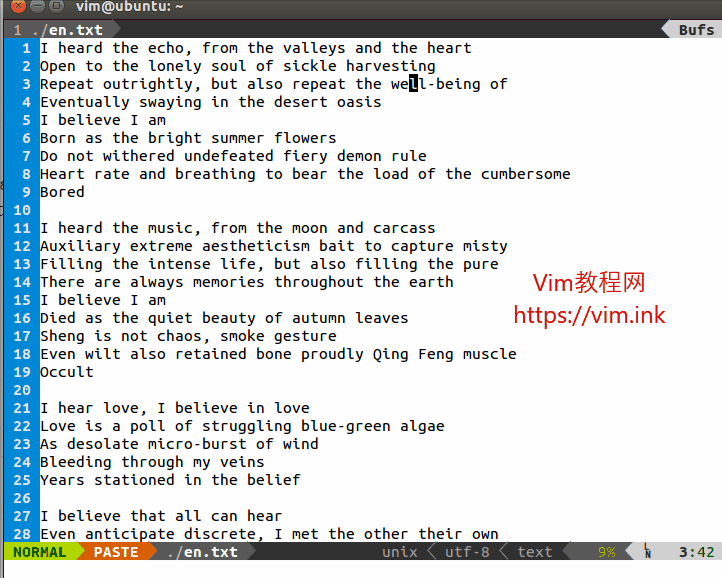 vim@ubuntu: ~
1 ./en.txt Bufs
1 I heard the echo, from the valleys and the heart
2 Open to the lonely soul of sickle harvesting
3 Repeat outrightly, but also repeat the well-being of
4 Eventually swaying in the desert oasis
5 I believe I am
6 Born as the bright summer flowers
7 Do not withered undefeated fiery demon rule
8 Heart rate and breathing to bear the load of the cumbersome
9 Bored
10
11 I heard the music, from the moon and carcass
12 Auxiliary extreme aestheticism bait to capture misty
13 Filling the intense life, but also filling the pure
14 There are always memories throughout the earth
15 I believe I am
16 Died as the quiet beauty of autumn leaves
17 Sheng is not chaos, smoke gesture
18 Even wilt also retained bone proudly Qing Feng muscle
19 Occult
20
21 I hear love, I believe in love
22 Love is a poll of struggling blue-green algae
23 As desolate micro-burst of wind
24 Bleeding through my veins
25 Years stationed in the belief
26
27 I believe that all can hear
28 Even anticipate discrete, I met the other their own
Vim教程网
https://vim.ink
NORMAL PASTE ./en.txt unix utf-8 text 9% LN 3:42